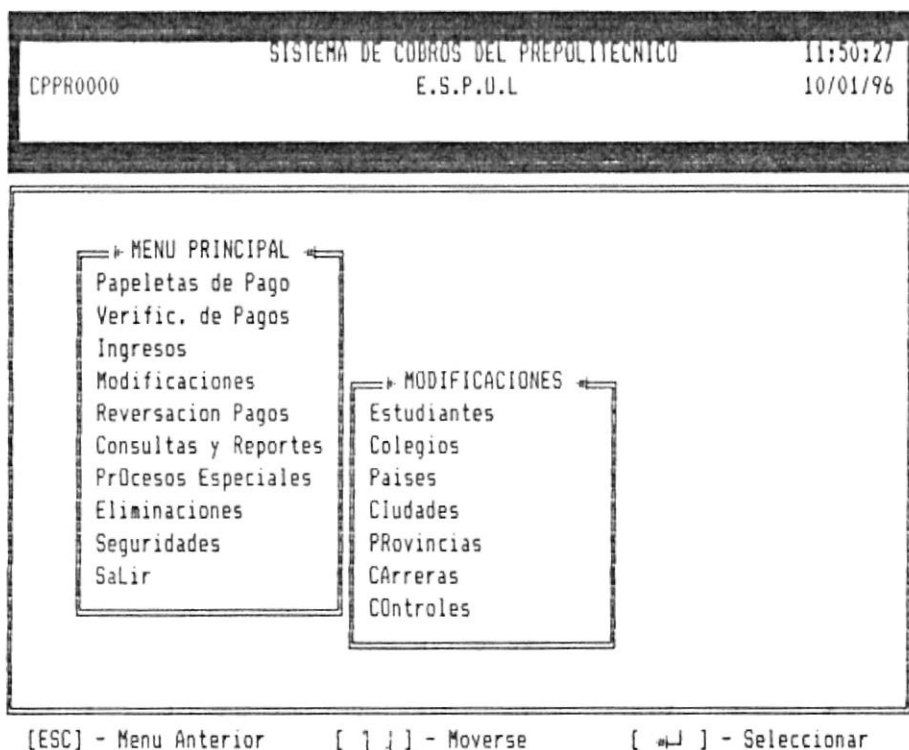 SISTEMA DE COBROS DEL PREPOLITECNICO 11:50:27
CPPR0000 E.S.P.O.L 10/01/96
MENU PRINCIPAL
Papeletas de Pago
Verific. de Pagos
Ingresos
Modificaciones
Reversacion Pagos
Consultas y Reportes
PrOcesos Especiales
Eliminaciones
Seguridades
SaLir
MODIFICACIONES
Estudiantes
Colegios
Paises
CIudades
PRovincias
CArreras
COntroles
[ESC] - Menu Anterior [ ↑ ↓ ] - Moverse [ ↵ ] - Seleccionar